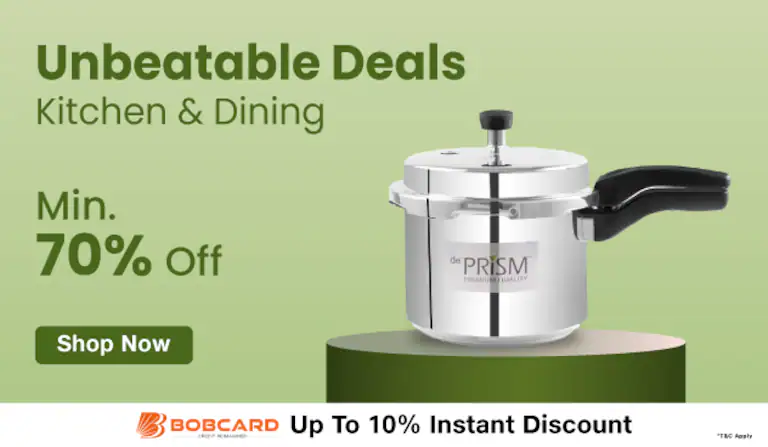 Unbeatable Deals
Kitchen & Dining
Min.
70% Off
Shop Now
de PRiSM
BOBCARD
Up To 10% Instant Discount
*T&C Apply